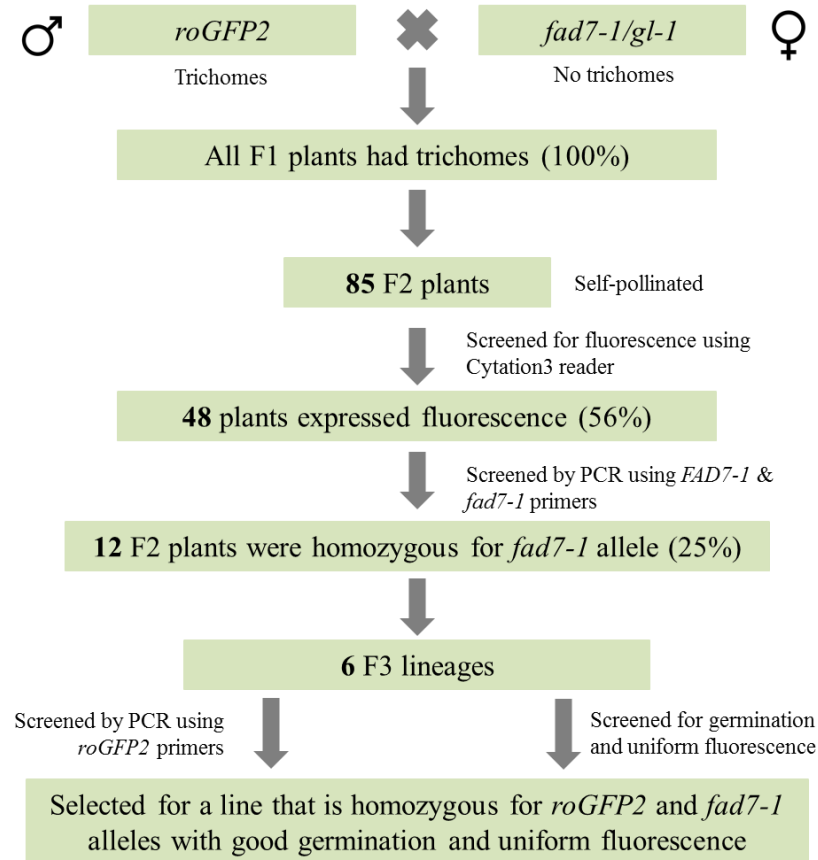 roGFP2
fad7-1/gl-1
Trichomes
No trichomes
All F1 plants had trichomes (100%)
85 F2 plants
Self-pollinated
Screened for fluorescence using
Cytation3 reader
48 plants expressed fluorescence (56%)
Screened by PCR using FAD7-1 &
fad7-1 primers
12 F2 plants were homozygous for fad7-1 allele (25%)
6 F3 lineages
Screened by PCR using
roGFP2 primers
Screened for germination
and uniform fluorescence
Selected for a line that is homozygous for roGFP2 and fad7-1
alleles with good germination and uniform fluorescence